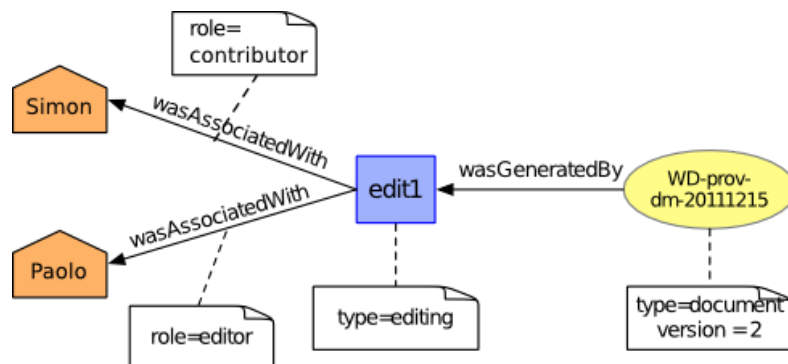 role=
contributor
Simon
wasAssociatedWith
edit1
wasGeneratedBy
WD-prov-
dm-20111215
wasAssociatedWith
Paolo
role=editor
type=editing
type=document
version = 2